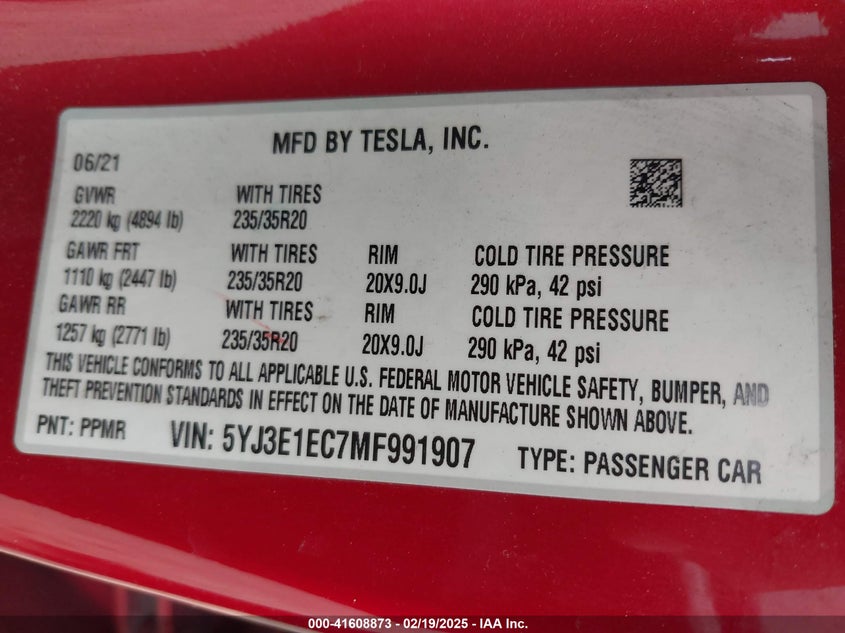 MFD BY TESLA, INC.
06/21
GVWR WITH TIRES
2220 kg (4894 lb) 235/35R20
GAWR FRT WITH TIRES RIM COLD TIRE PRESSURE
1110 kg (2447 lb) 235/35R20 20X9.0J 290 kPa, 42 psi
GAWR RR WITH TIRES RIM COLD TIRE PRESSURE
1257 kg (2771 lb) 235/35R20 20X9.0J 290 kPa, 42 psi
THIS VEHICLE CONFORMS TO ALL APPLICABLE U.S. FEDERAL MOTOR VEHICLE SAFETY, BUMPER, AND
THEFT PREVENTION STANDARDS IN EFFECT ON THE DATE OF MANUFACTURE SHOWN ABOVE.
PNT: PPMR VIN: 5YJ3E1EC7MF991907 TYPE: PASSENGER CAR
000-41608873 - 02/19/2025 - IAA Inc.